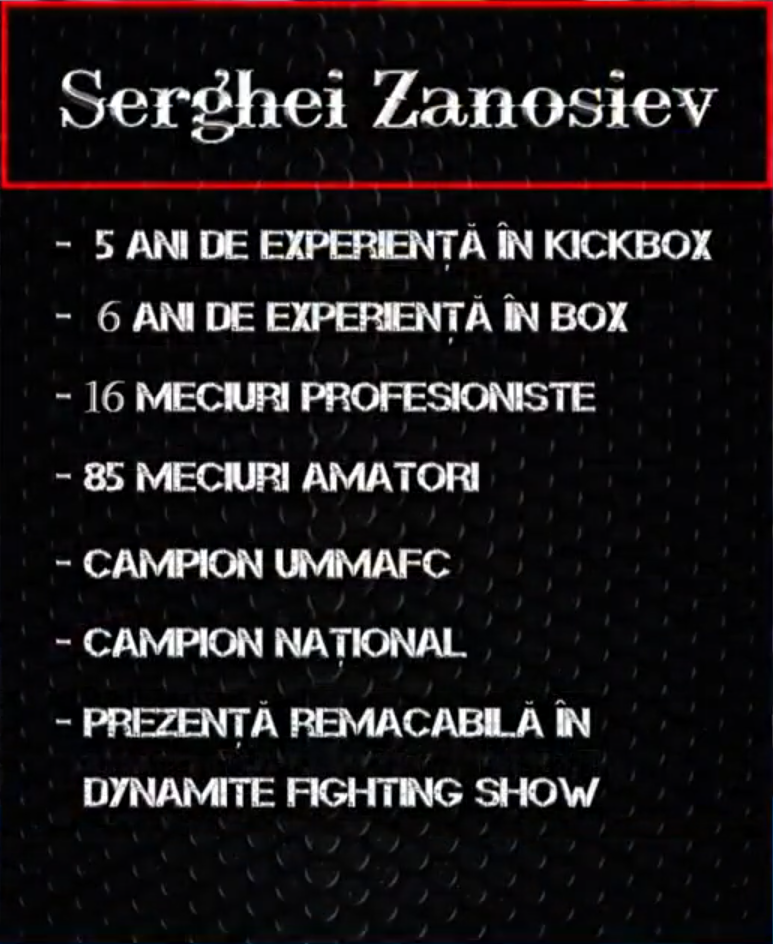 Serghei Zanosiev
- 5 ANI DE EXPERIENȚĂ ÎN KICKBOX
- 6 ANI DE EXPERIENȚĂ ÎN BOX
- 16 MECIURI PROFESIONISTE
- 85 MECIURI AMATORI
- CAMPION UMMAFC
- CAMPION NAȚIONAL
- PREZENȚĂ REMACABILĂ ÎN
DYNAMITE FIGHTING SHOW